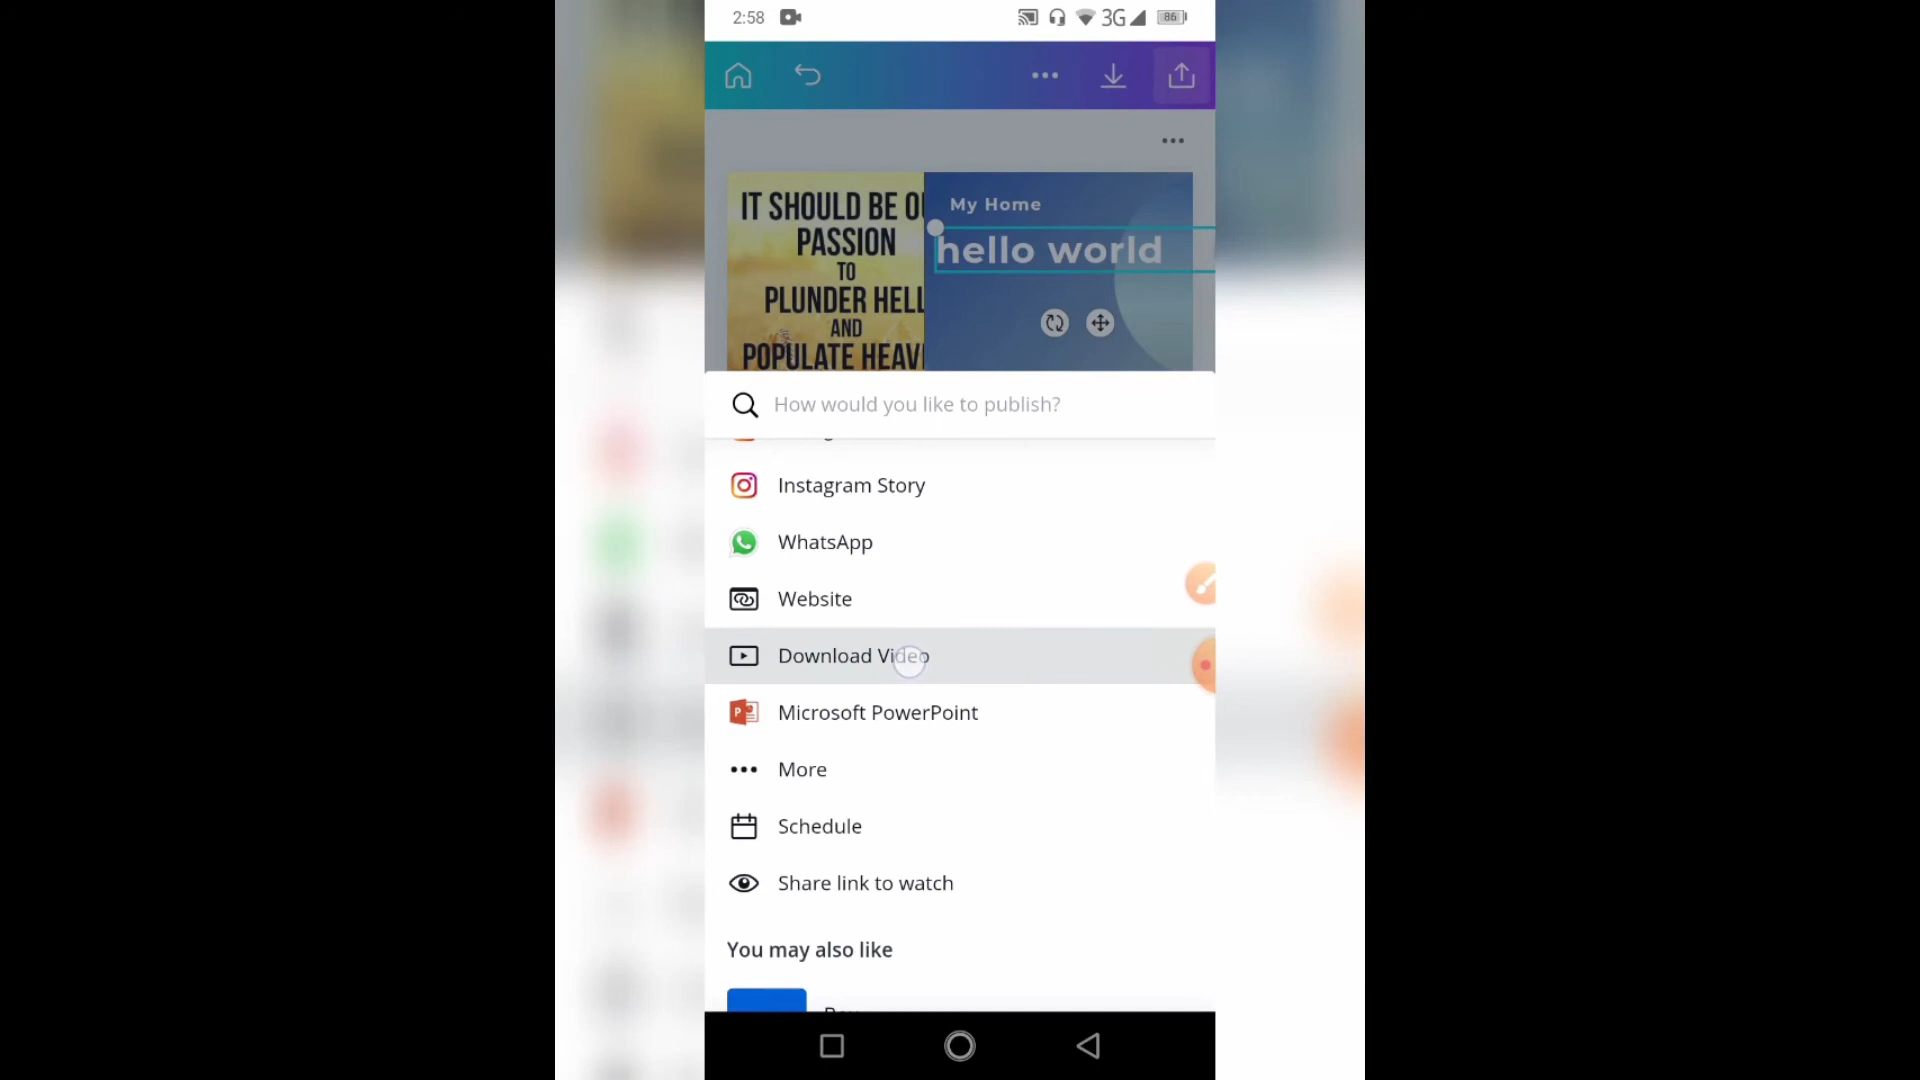 2:58
3G
86
IT SHOULD BE
PASSION
TO
PLUNDER HELL
AND
POPULATE
My Home
hello world
How would you like to publish?
Instagram Story
WhatsApp
Website
Download Video
Microsoft PowerPoint
More
Schedule
Share link to watch
You may also like